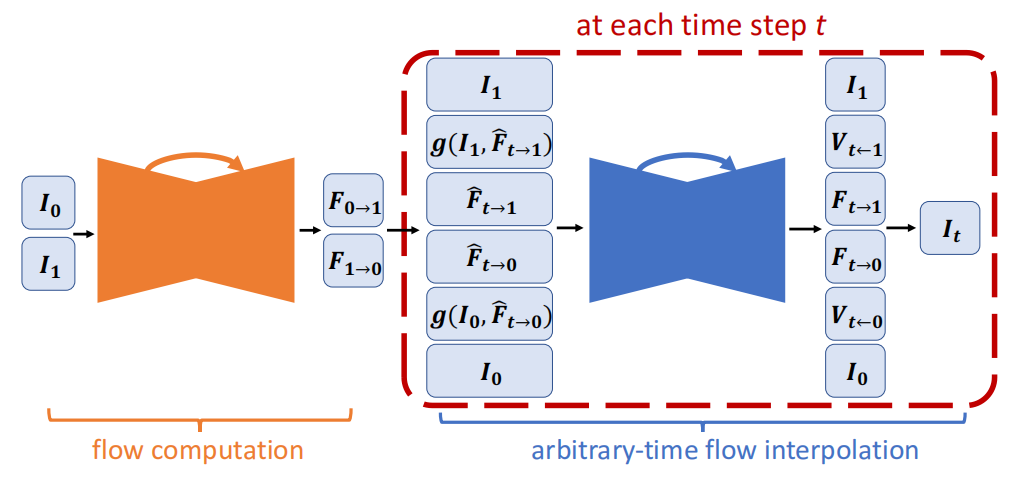 at each time step t
I₀
I₁
F₀→₁
F₁→₀
I₁
g(I₁, F̂ₜ→₁)
F̂ₜ→₁
F̂ₜ→₀
g(I₀, F̂ₜ→₀)
I₀
I₁
Vₜ←₁
Fₜ→₁
Fₜ→₀
Vₜ←₀
I₀
Iₜ
flow computation
arbitrary-time flow interpolation